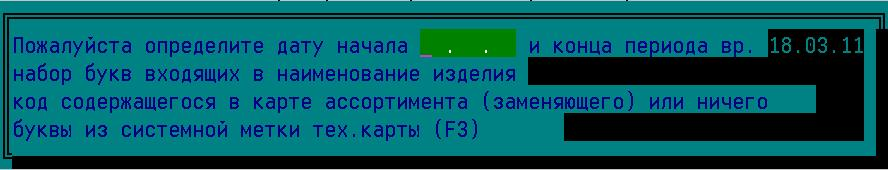 Пожалуйста определите дату начала _ . . и конца периода вр. 18.03.11
набор букв входящих в наименование изделия
код содержащегося в карте ассортимента (заменяющего) или ничего
буквы из системной метки тех.карты (F3)